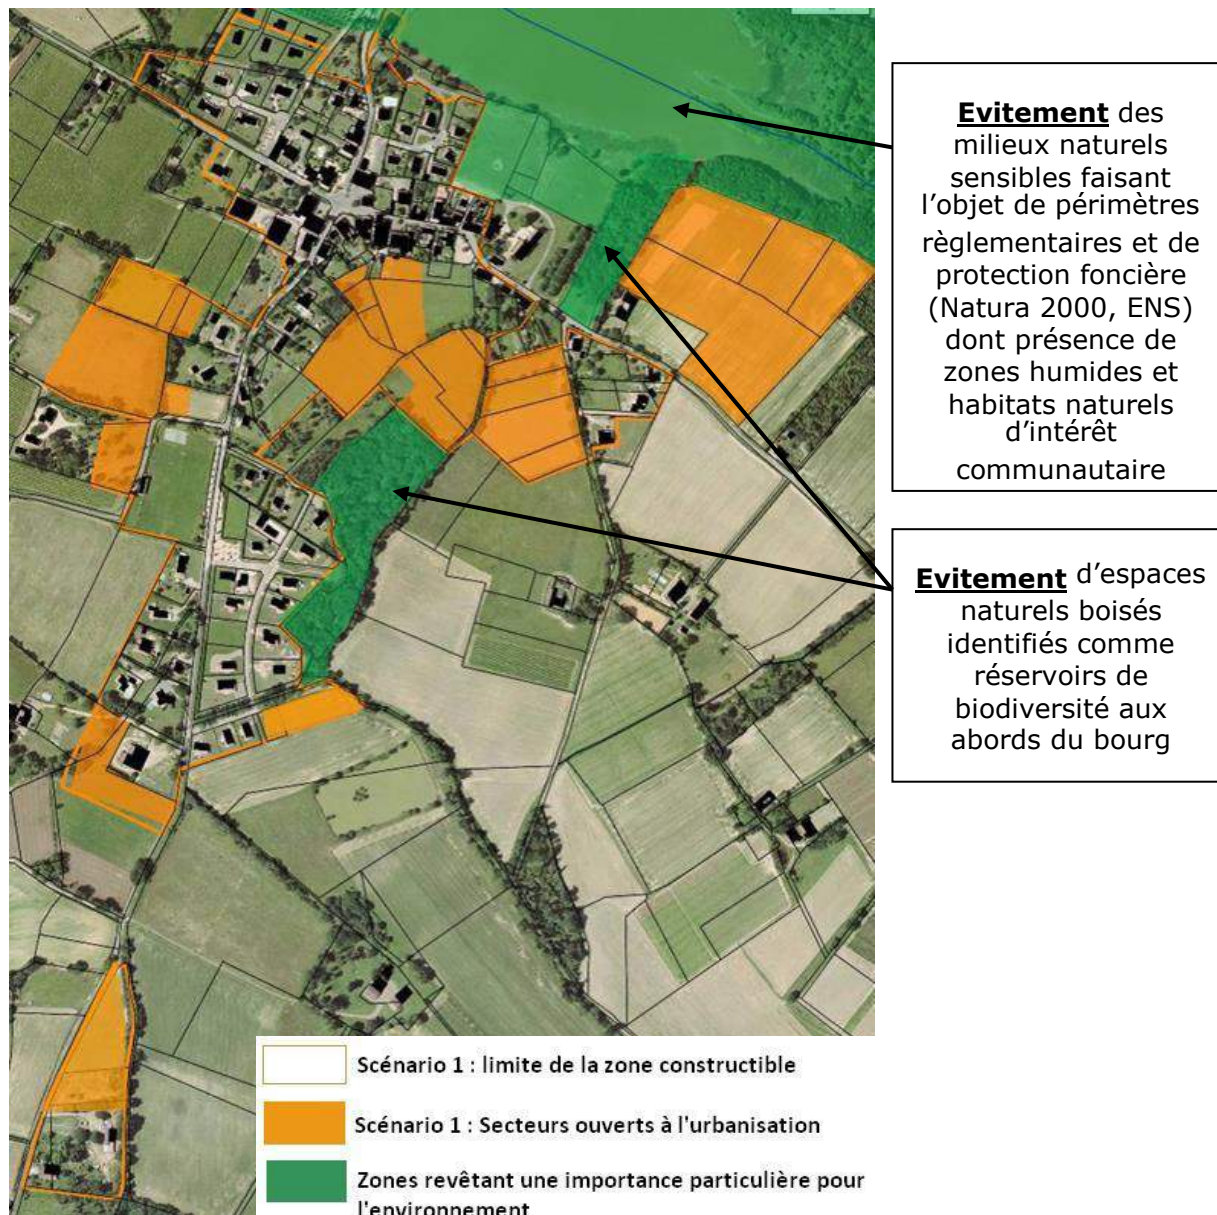 Evitement des
milieux naturels
sensibles faisant
l’objet de périmètres
règlementaires et de
protection foncière
(Natura 2000, ENS)
dont présence de
zones humides et
habitats naturels
d’intérêt
communautaire
Evitement d’espaces
naturels boisés
identifiés comme
réservoirs de
biodiversité aux
abords du bourg
Scénario 1 : limite de la zone constructible
Scénario 1 : Secteurs ouverts à l'urbanisation
Zones revêtant une importance particulière pour
l'environnement